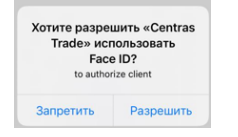 Хотите разрешить «Centras
Trade» использовать
Face ID?
to authorize client
Запретить
Разрешить